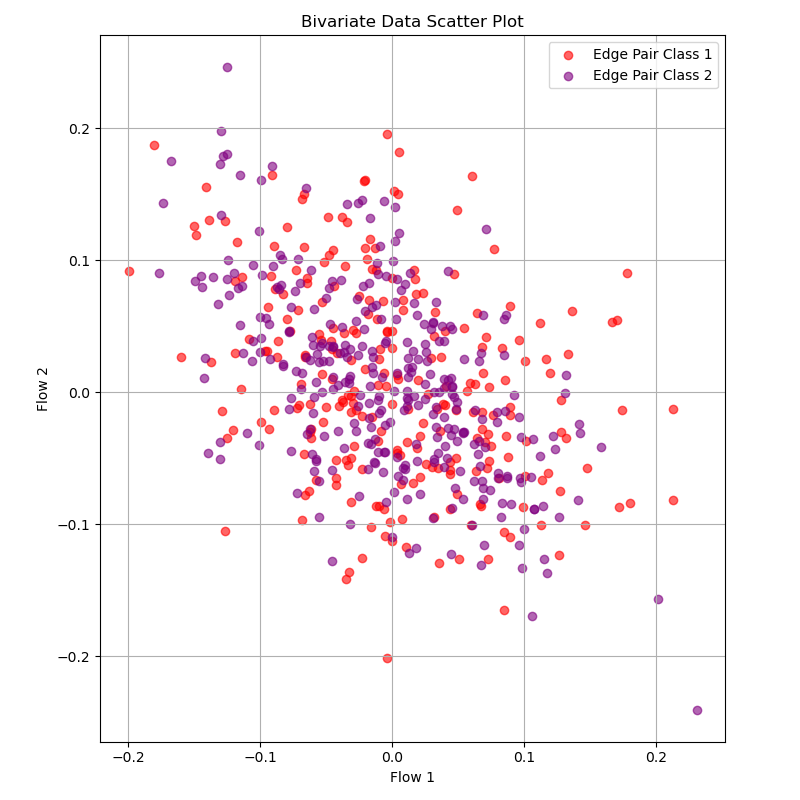 Bivariate Data Scatter Plot
Edge Pair Class 1
Edge Pair Class 2
0.2
0.1
0.0
−0.1
−0.2
Flow 2
−0.2 −0.1 0.0 0.1 0.2
Flow 1